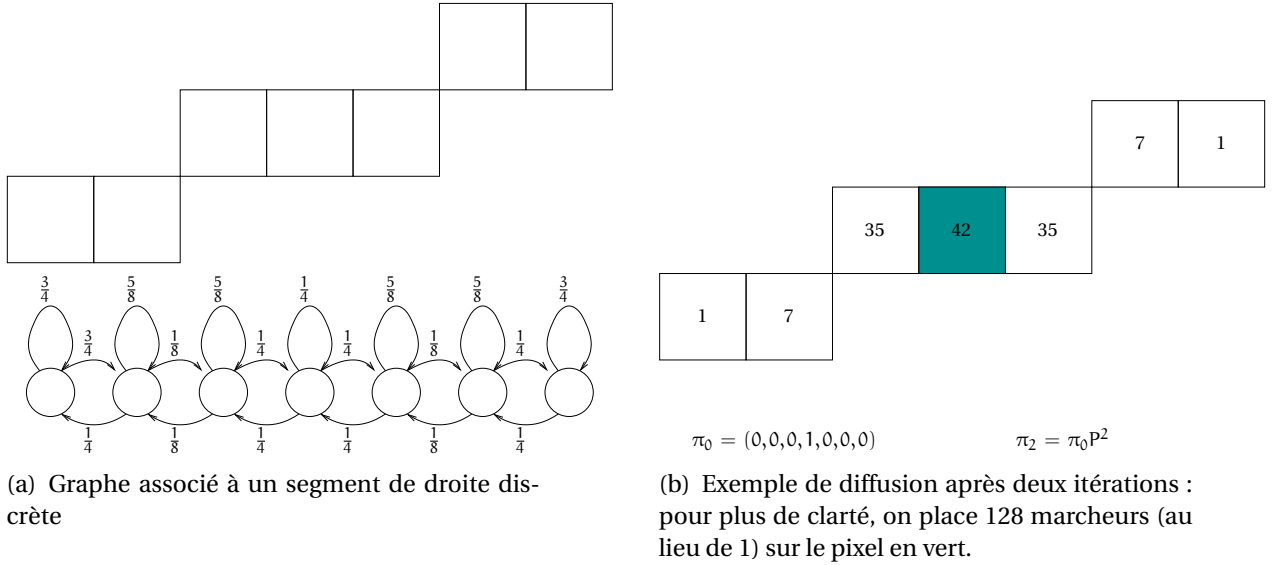 3/4 5/8 5/8 1/4 5/8 5/8 3/4
3/4 1/8 1/4 1/4 1/8 1/4
1/4 1/8 1/4 1/4 1/8 1/4
(a) Graphe associé à un segment de droite dis-
crète
7 1
35 42 35
1 7
π₀ = (0,0,0,1,0,0,0) π₂ = π₀P²
(b) Exemple de diffusion après deux itérations :
pour plus de clarté, on place 128 marcheurs (au
lieu de 1) sur le pixel en vert.